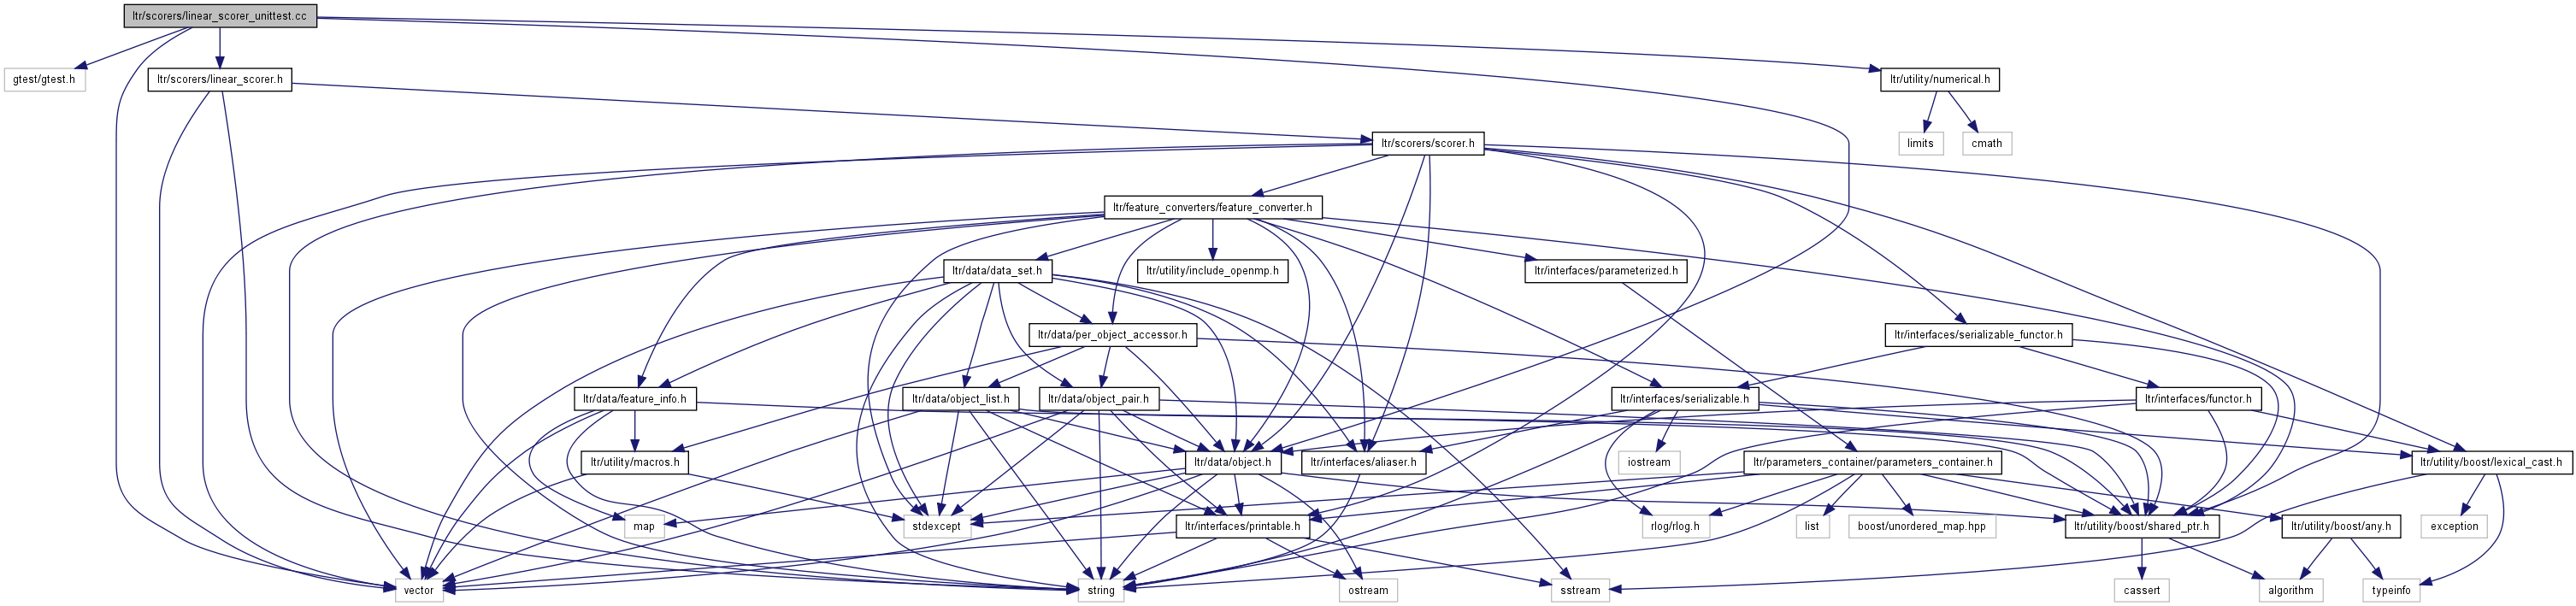 ltr/scorers/linear_scorer_unittest.cc
gtest/gtest.h
ltr/scorers/linear_scorer.h
ltr/utility/numerical.h
ltr/scorers/scorer.h
limits
cmath
ltr/feature_converters/feature_converter.h
ltr/data/data_set.h
ltr/utility/include_openmp.h
ltr/interfaces/parameterized.h
ltr/data/per_object_accessor.h
ltr/interfaces/serializable_functor.h
ltr/data/feature_info.h
ltr/data/object_list.h
ltr/data/object_pair.h
ltr/interfaces/serializable.h
ltr/interfaces/functor.h
ltr/utility/macros.h
ltr/data/object.h
ltr/interfaces/aliaser.h
iostream
ltr/parameters_container/parameters_container.h
ltr/utility/boost/lexical_cast.h
map
stdexcept
ltr/interfaces/printable.h
rlog/rlog.h
list
boost/unordered_map.hpp
ltr/utility/boost/shared_ptr.h
ltr/utility/boost/any.h
exception
vector
string
ostream
sstream
cassert
algorithm
typeinfo